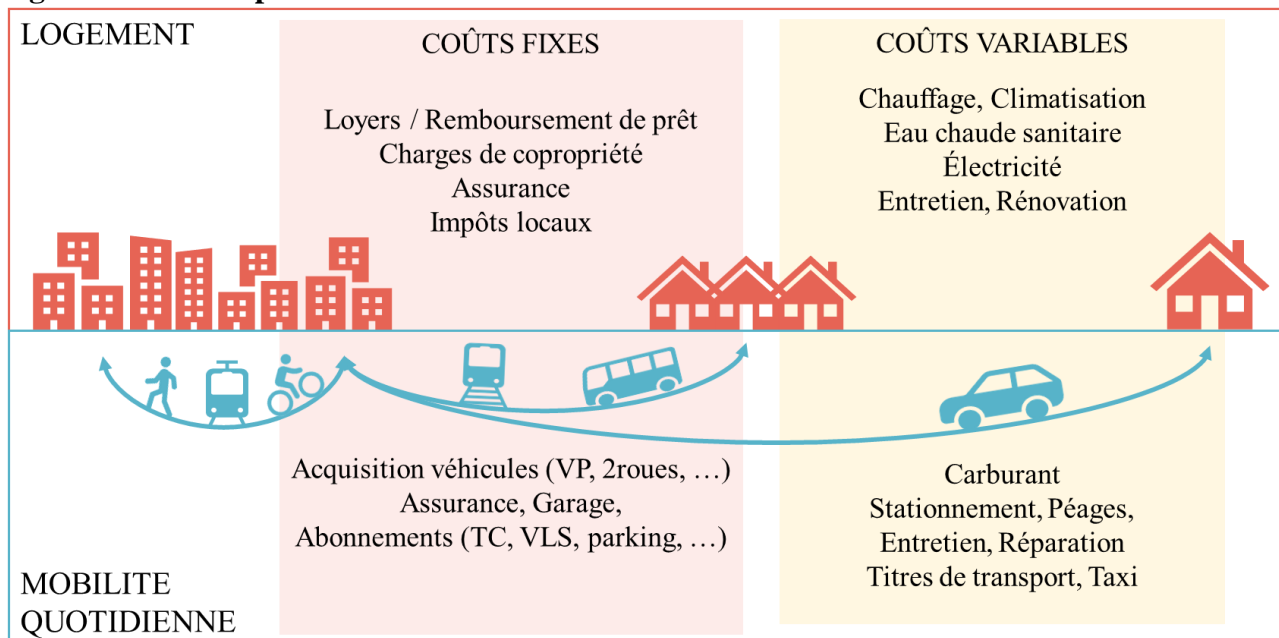 LOGEMENT
COÛTS FIXES
Loyers / Remboursement de prêt
Charges de copropriété
Assurance
Impôts locaux
COÛTS VARIABLES
Chauffage, Climatisation
Eau chaude sanitaire
Électricité
Entretien, Rénovation
Acquisition véhicules (VP, 2roues, …)
Assurance, Garage,
Abonnements (TC, VLS, parking, …)
Carburant
Stationnement, Péages,
Entretien, Réparation
Titres de transport, Taxi
MOBILITE
QUOTIDIENNE